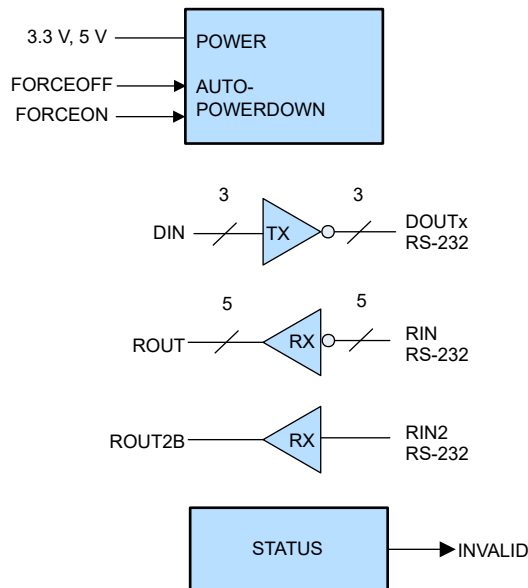 3.3 V, 5 V
POWER
FORCEOFF
AUTO-
FORCEON
POWERDOWN
3
3
DIN
TX
DOUTx
RS-232
5
5
ROUT
RX
RIN
RS-232
ROUT2B
RX
RIN2
RS-232
STATUS
INVALID